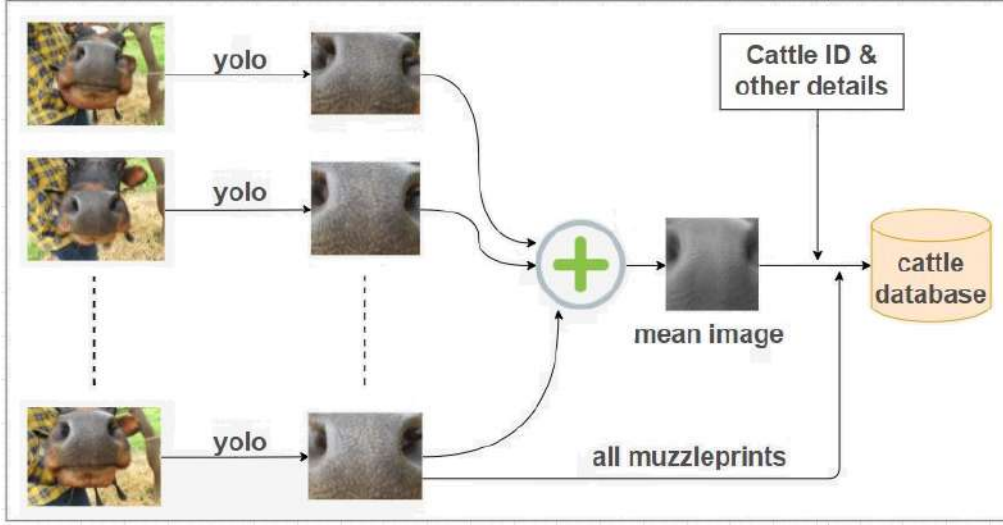 yolo
Cattle ID &
other details
yolo
cattle
database
mean image
yolo
all muzzleprints